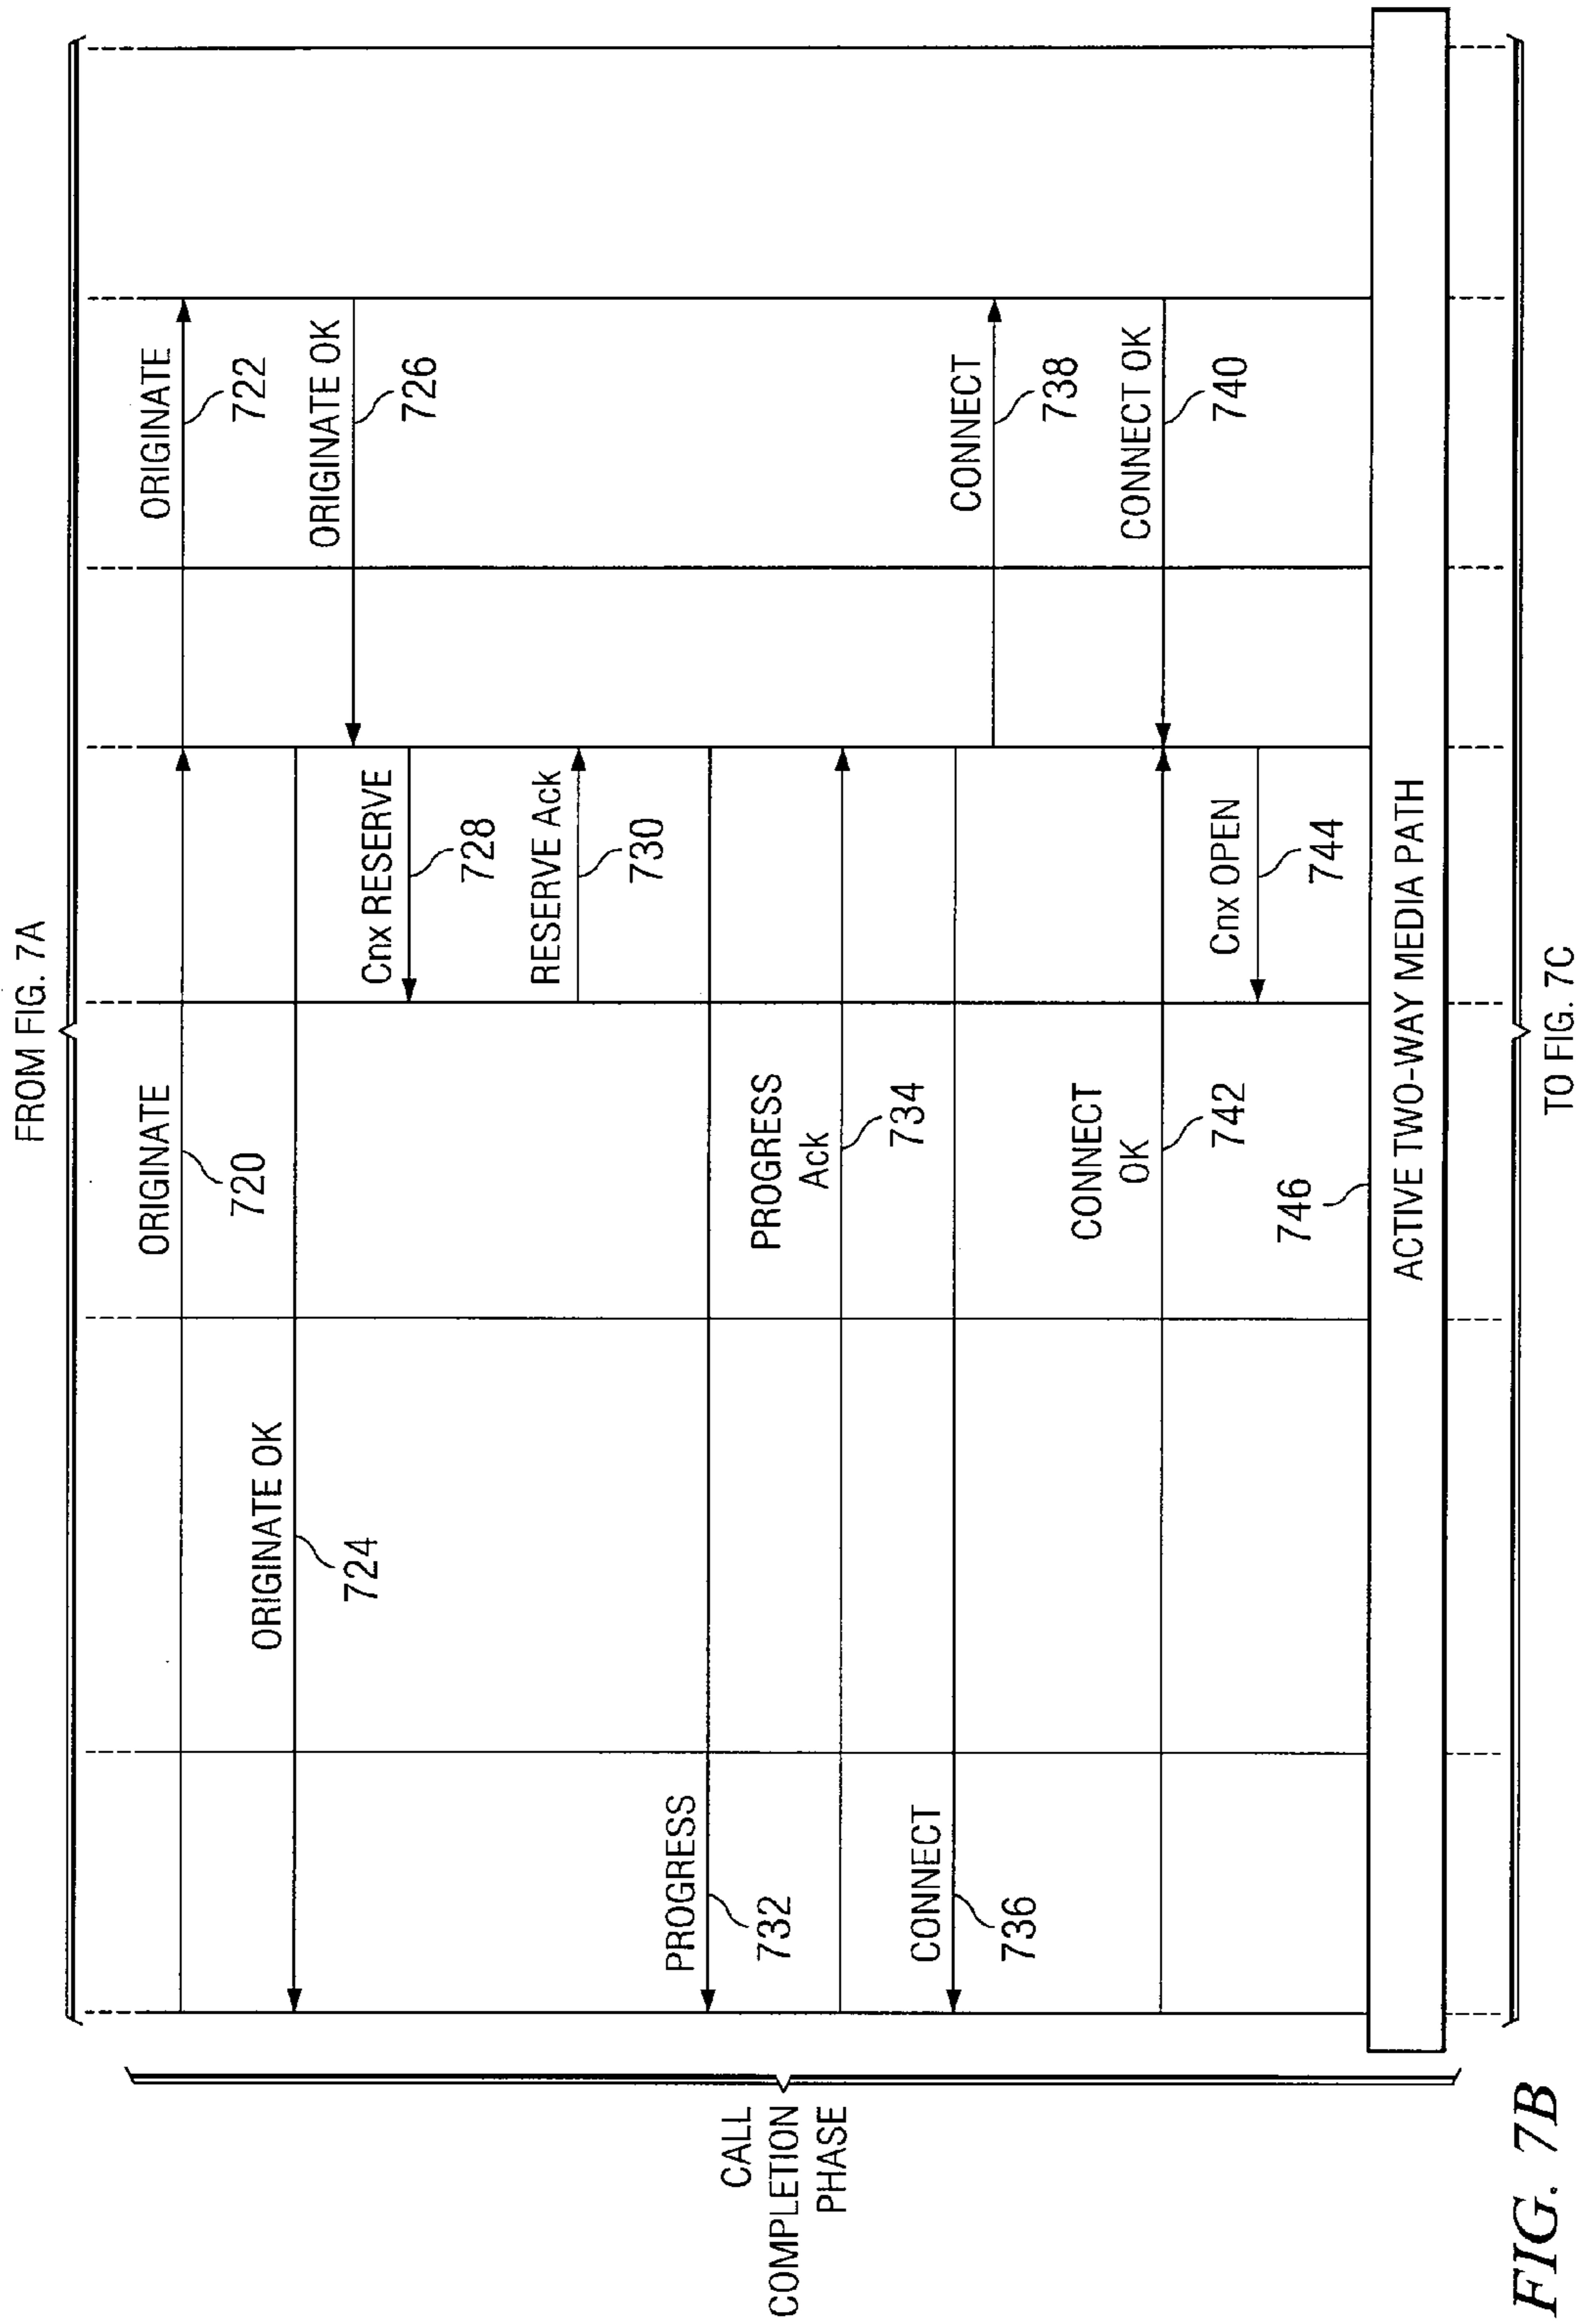 FROM FIG. 7A
ORIGINATE
720
ORIGINATE
722
ORIGINATE OK
724
ORIGINATE OK
726
Cnx RESERVE
728
RESERVE Ack
730
PROGRESS
732
PROGRESS
Ack
734
CONNECT
736
CONNECT
738
CONNECT OK
740
CONNECT
OK
742
Cnx OPEN
744
746
ACTIVE TWO-WAY MEDIA PATH
CALL
COMPLETION
PHASE
TO FIG. 7C
FIG. 7B